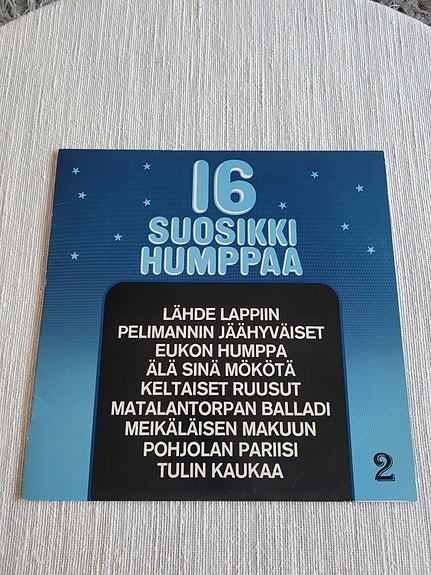 16
SUOSIKKI
HUMPPAA
LÄHDE LAPPIIN
PELIMANNIN JÄÄHYVÄISET
EUKON HUMPPA
ÄLÄ SINÄ MÖKÖTÄ
KELTAISET RUUSUT
MATALANTORPAN BALLADI
MEIKÄLÄISEN MAKUUN
POHJOLAN PARIISI
TULIN KAUKAA
2